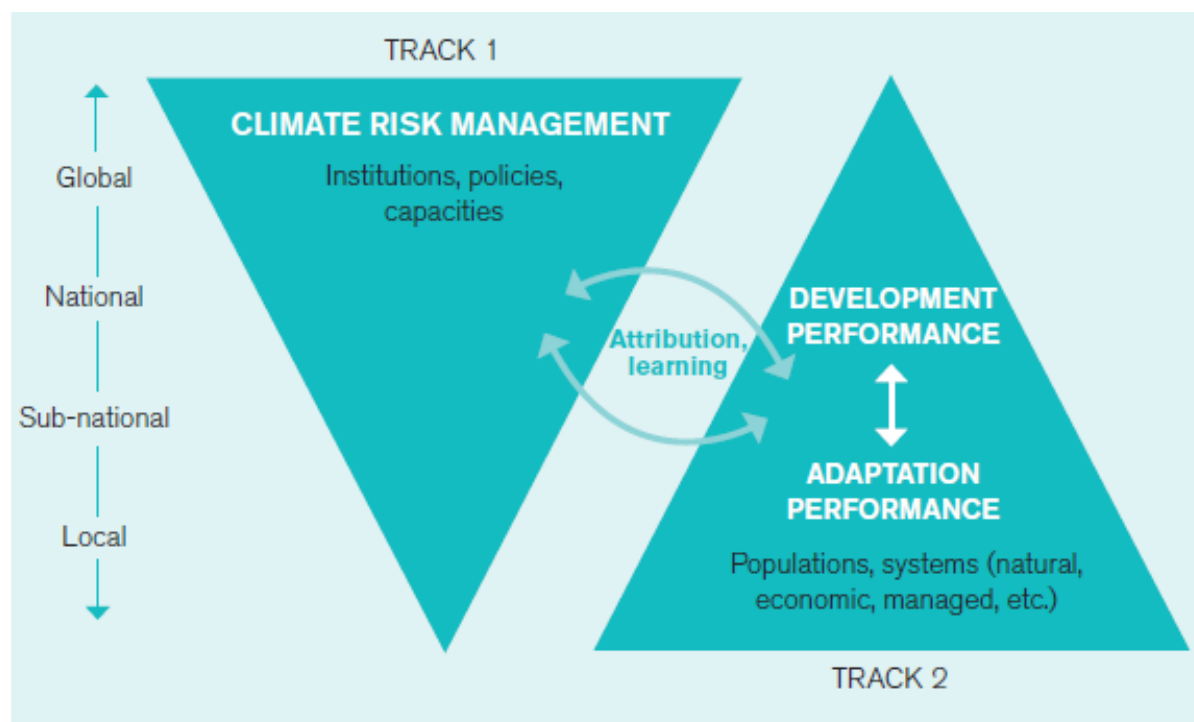 TRACK 1
CLIMATE RISK MANAGEMENT
Institutions, policies,
capacities
Global
National
Sub-national
Local
Attribution,
learning
DEVELOPMENT
PERFORMANCE
ADAPTATION
PERFORMANCE
Populations, systems (natural,
economic, managed, etc.)
TRACK 2